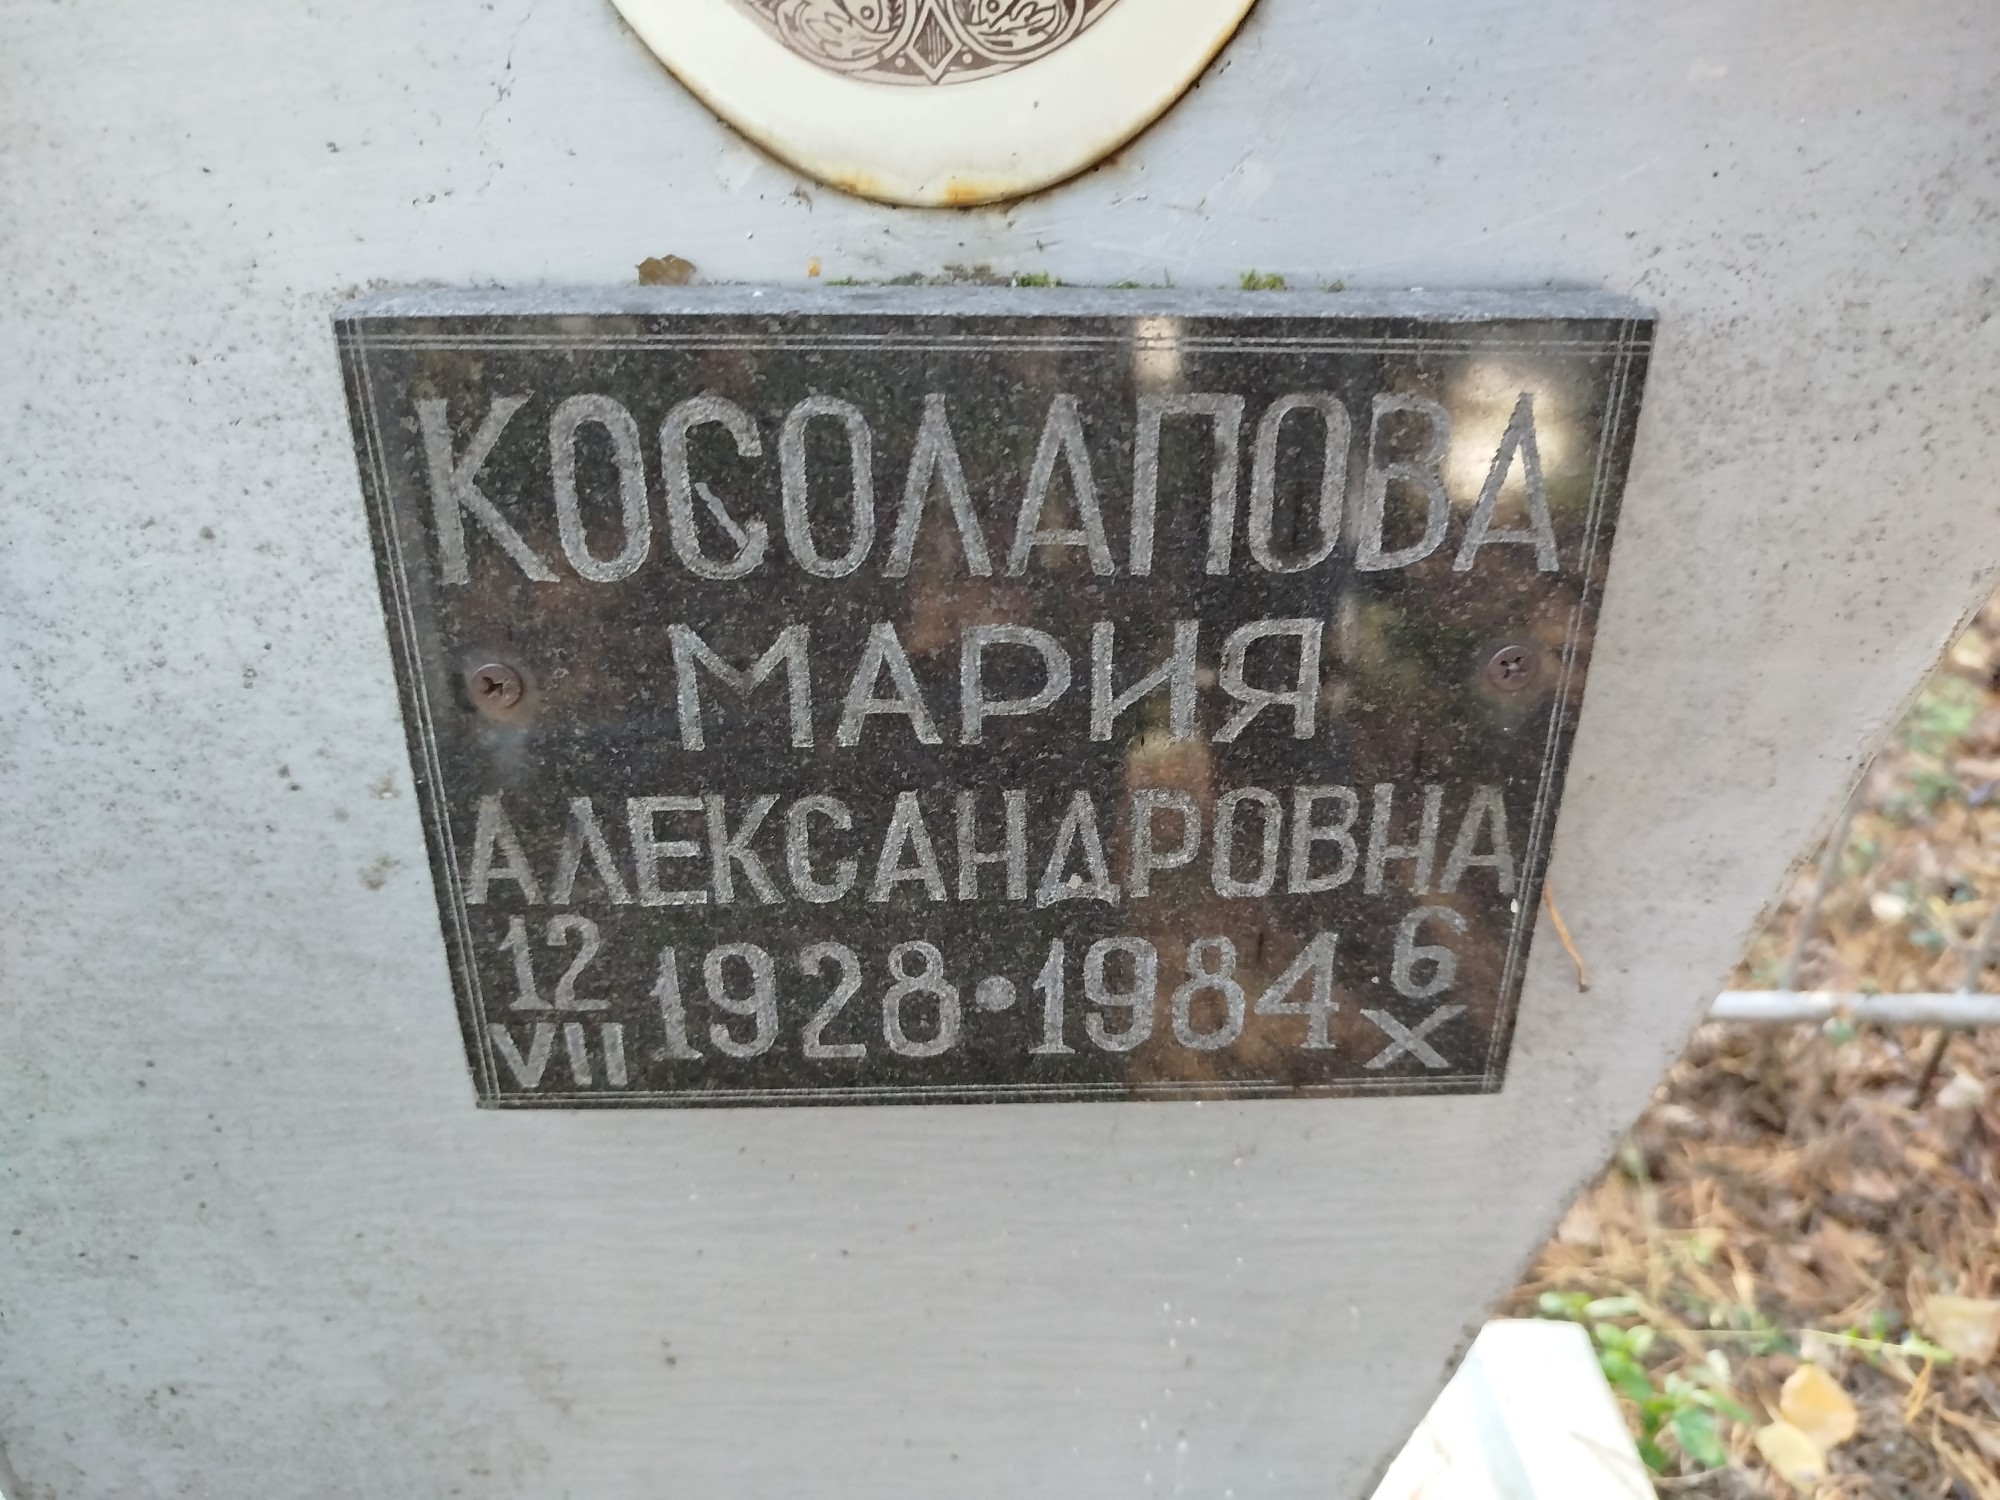 КОСОЛАПОВА
МАРИЯ
АЛЕКСАНДРОВНА
12/VII 1928•1984 6/X